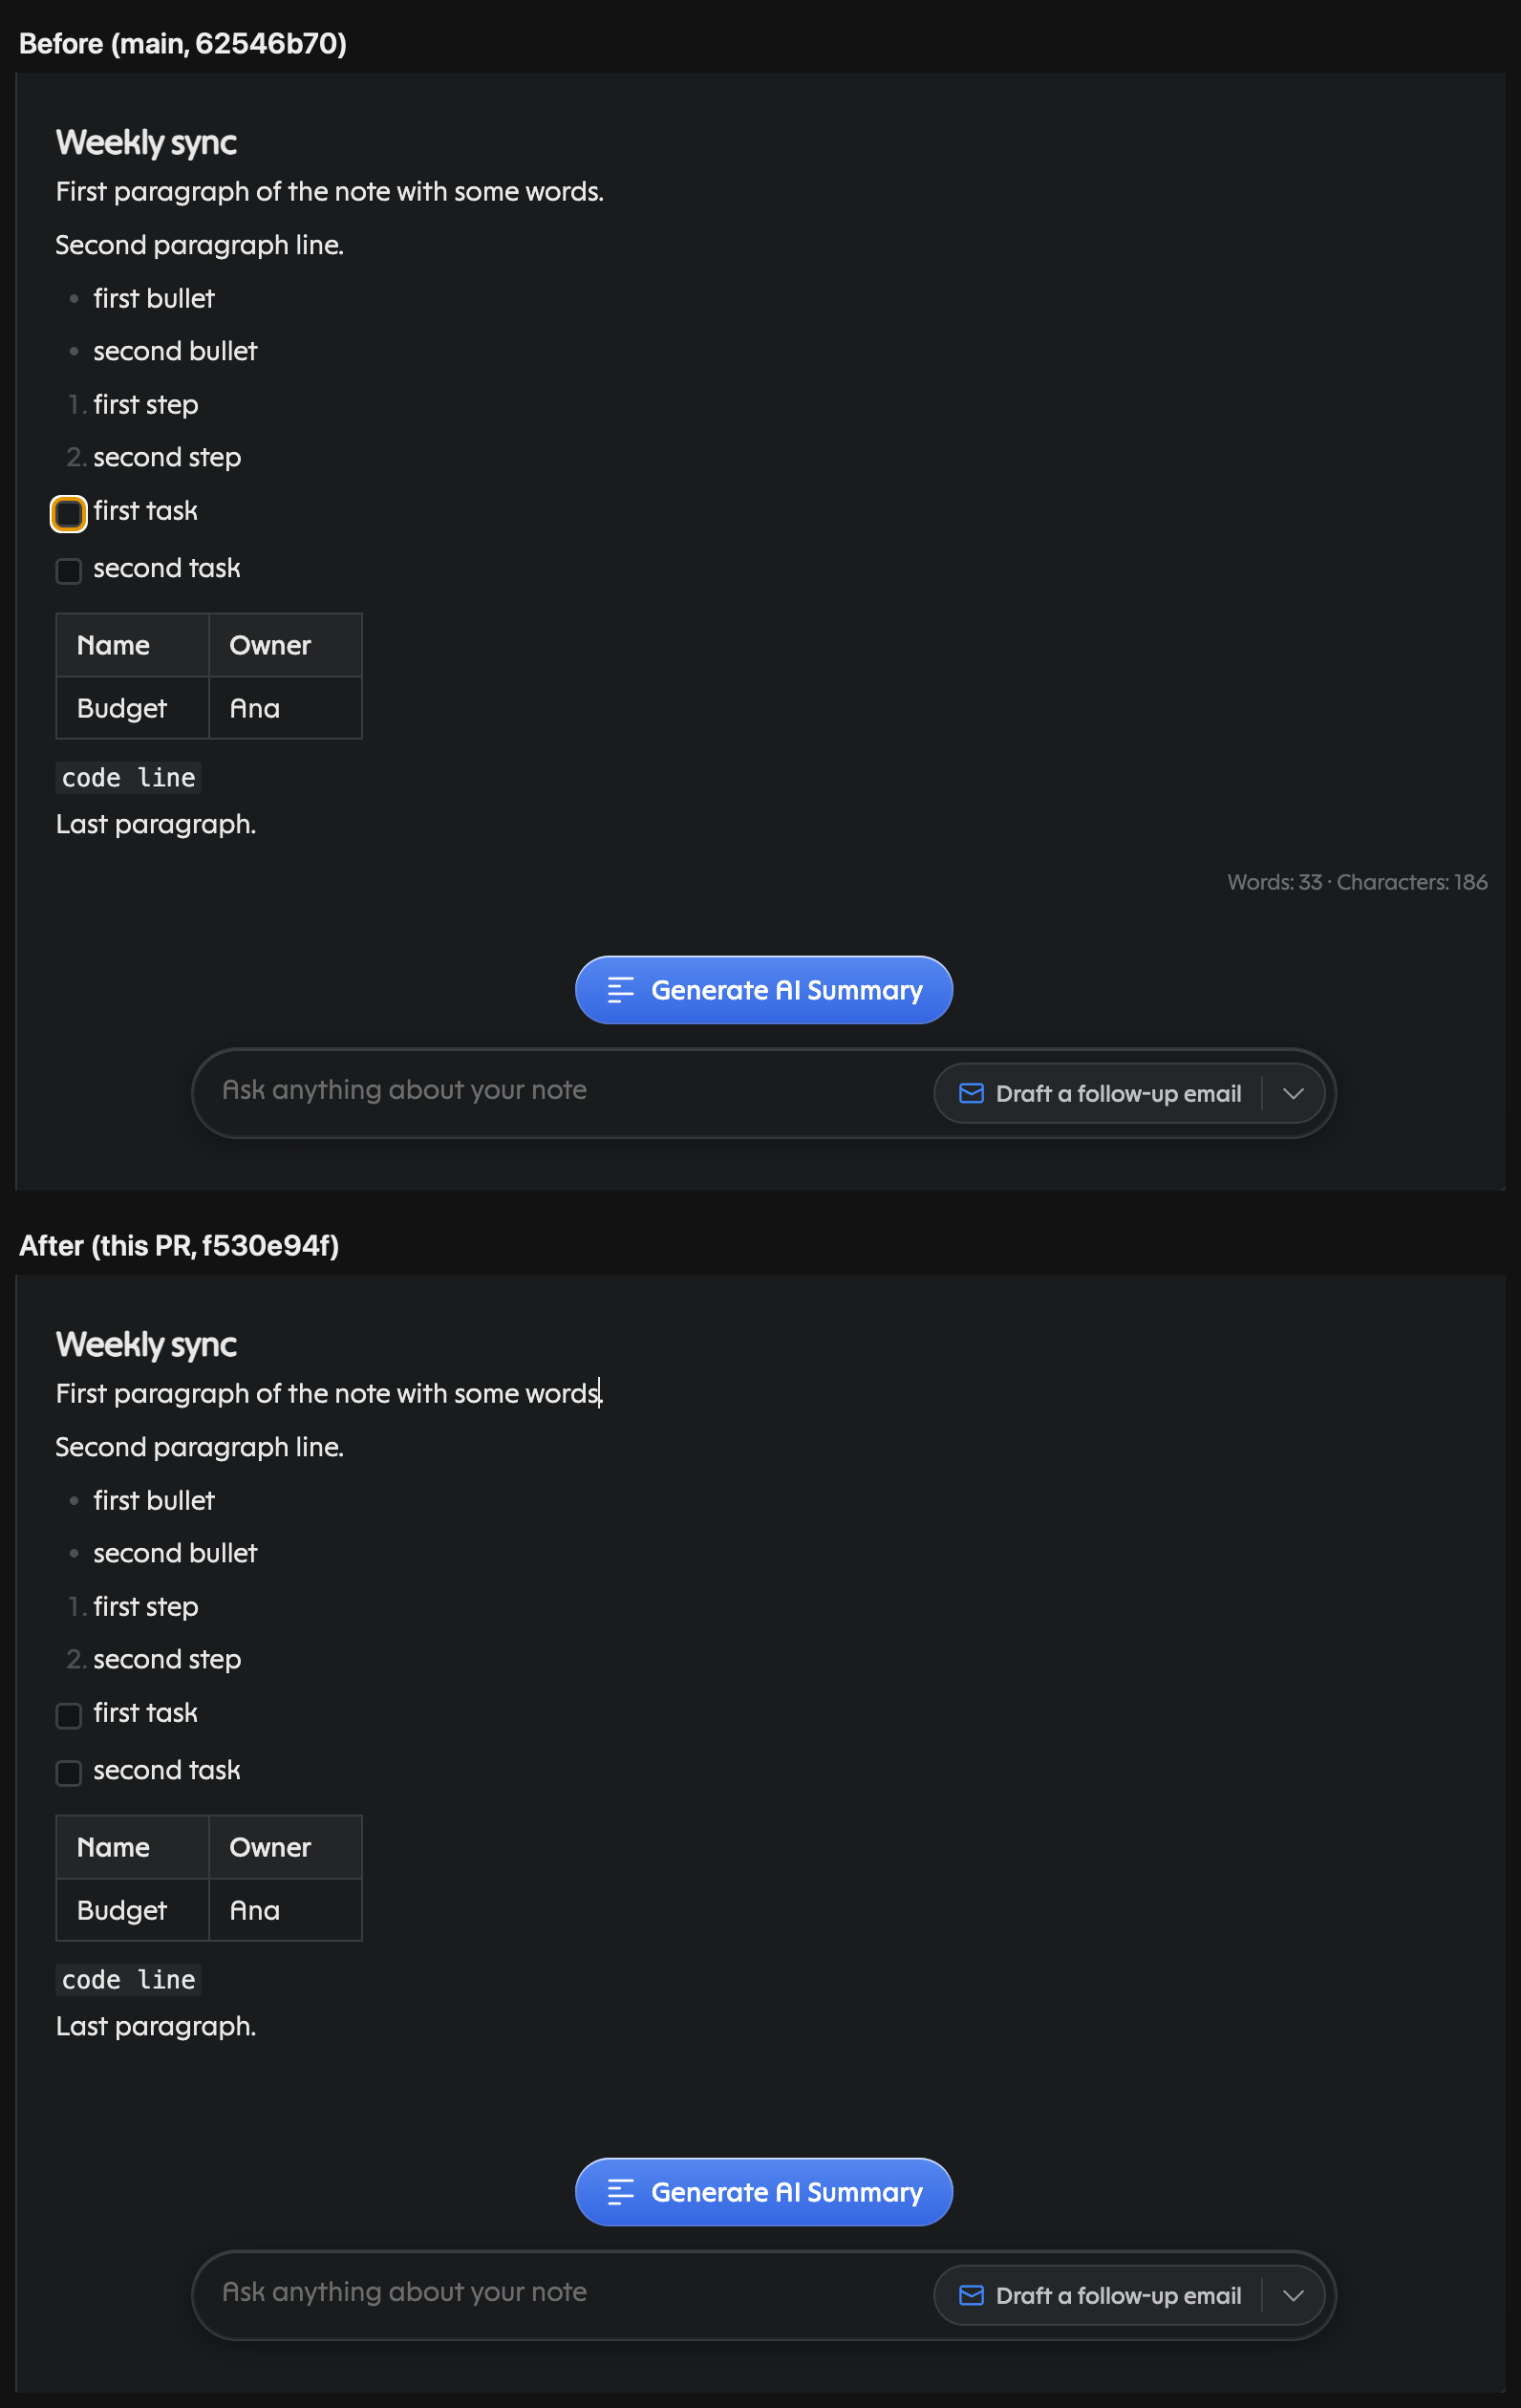 Before (main, 62546b70)
Weekly sync
First paragraph of the note with some words.
Second paragraph line.
• first bullet
• second bullet
1. first step
2. second step
first task
second task
Name Owner
Budget Ana
code line
Last paragraph.
Words: 33 · Characters: 186
Generate AI Summary
Ask anything about your note Draft a follow-up email
After (this PR, f530e94f)
Weekly sync
First paragraph of the note with some words.
Second paragraph line.
• first bullet
• second bullet
1. first step
2. second step
first task
second task
Name Owner
Budget Ana
code line
Last paragraph.
Generate AI Summary
Ask anything about your note Draft a follow-up email